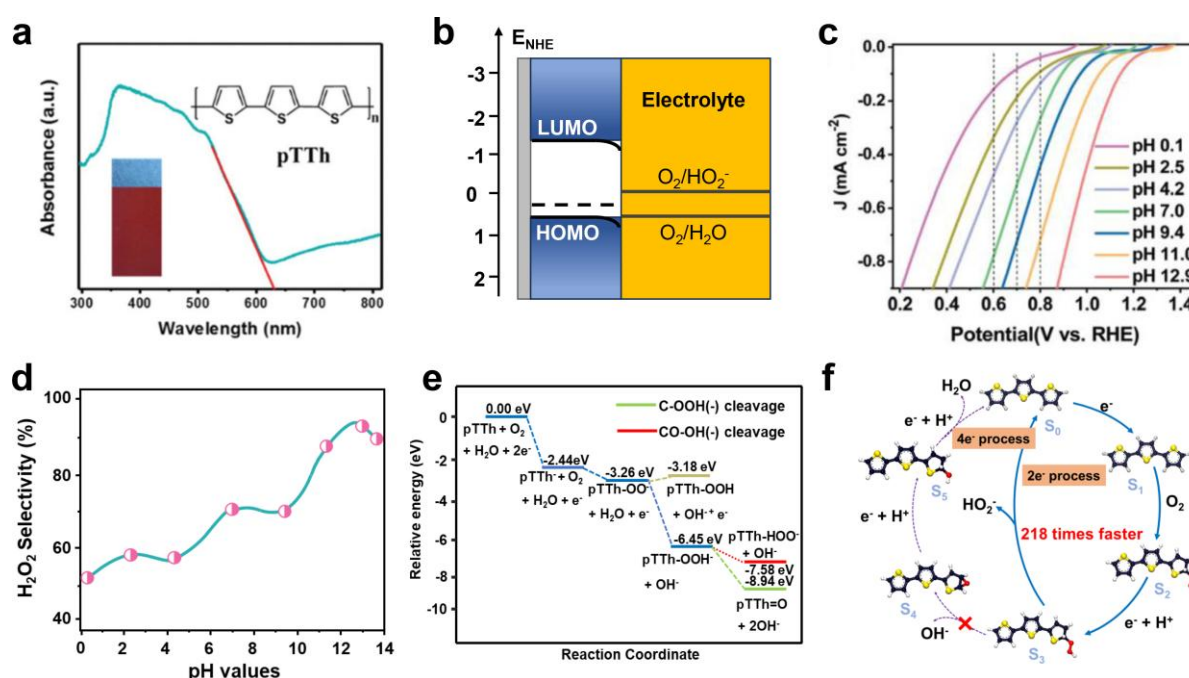 a
Absorbance (a.u.)
S
S
S
n
pTTh
300
400
500
600
700
800
Wavelength (nm)
b
E NHE
-3
-2
-1
0
1
2
LUMO
HOMO
Electrolyte
O₂/HO₂⁻
O₂/H₂O
c
J (mA cm⁻²)
0.0
-0.2
-0.4
-0.6
-0.8
pH 0.1
pH 2.5
pH 4.2
pH 7.0
pH 9.4
pH 11.0
pH 12.9
0.2
0.4
0.6
0.8
1.0
1.2
1.4
Potential(V vs. RHE)
d
H₂O₂ Selectivity (%)
100
80
60
40
0
2
4
6
8
10
12
14
pH values
e
Relative energy (eV)
0
-2
-4
-6
-8
-10
C-OOH(-) cleavage
CO-OH(-) cleavage
0.00 eV
pTTh + O₂
+ H₂O + 2e⁻
-2.44 eV
pTTh⁻+ O₂
+ H₂O + e⁻
-3.26 eV
pTTh-OO⁻
+ H₂O + e⁻
-3.18 eV
pTTh-OOH
+ OH⁻+ e⁻
-6.45 eV
pTTh-OOH⁻
+ OH⁻
pTTh-HOO⁻
+ OH⁻
-7.58 eV
-8.94 eV
pTTh=O
+ 2OH⁻
Reaction Coordinate
f
H₂O
e⁻ + H⁺
S₀
e⁻
4e⁻ process
2e⁻ process
S₁
S₅
O₂
HO₂⁻
e⁻ + H⁺
218 times faster
S₂
S₄
OH⁻
S₃
e⁻ + H⁺